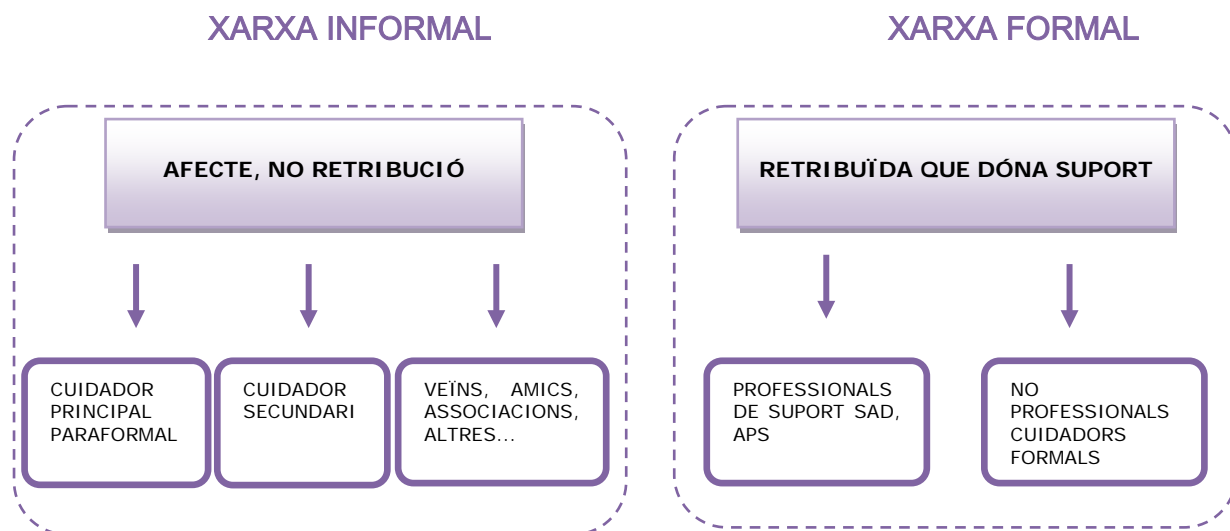 XARXA INFORMAL
AFECTE, NO RETRIBUCIÓ
CUIDADOR
PRINCIPAL
PARAFORMAL
CUIDADOR
SECUNDARI
VEÏNS, AMICS,
ASSOCIACIONS,
ALTRES...
XARXA FORMAL
RETRIBUÏDA QUE DÓNA SUPORT
PROFESSIONALS
DE SUPORT SAD,
APS
NO
PROFESSIONALS
CUIDADORS
FORMALS